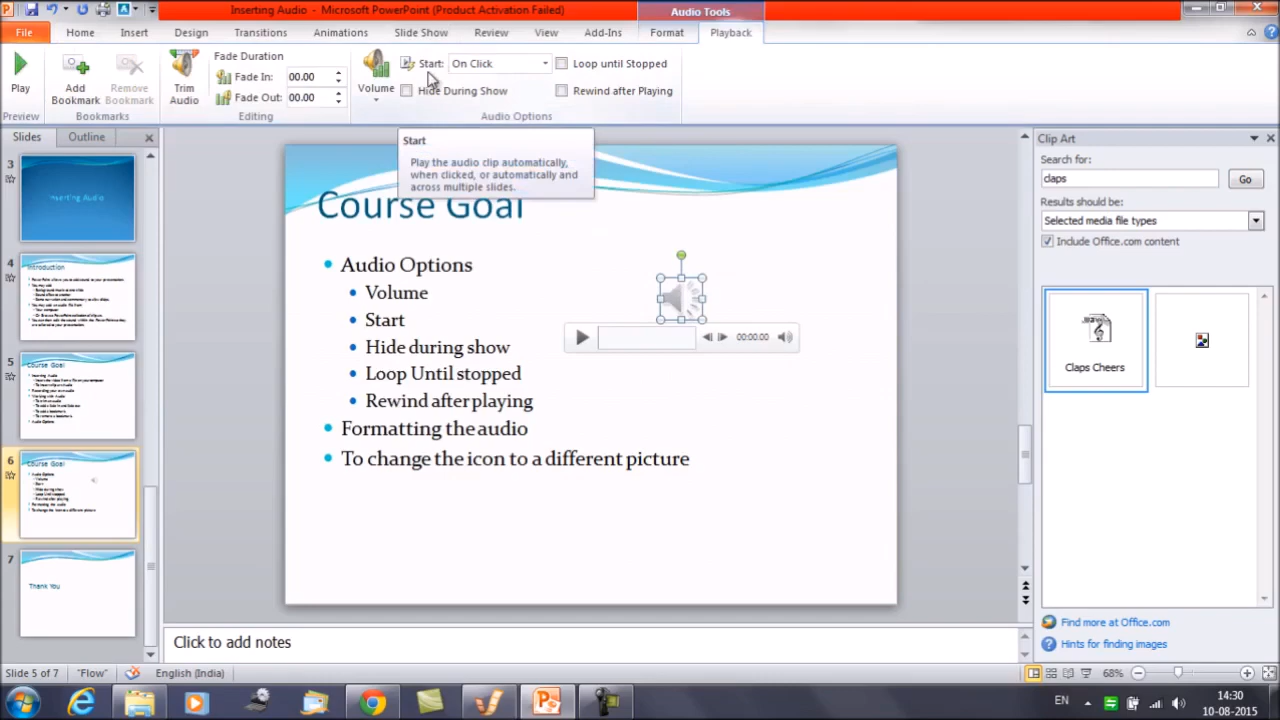 Inserting Audio - Microsoft PowerPoint (Product Activation Failed)
Audio Tools
File Home Insert Design Transitions Animations Slide Show Review View Add-Ins Format Playback
Play
Preview
Add Bookmark
Remove Bookmark
Bookmarks
Trim Audio
Fade Duration
Fade In: 00.00
Fade Out: 00.00
Editing
Volume
Start: On Click
Hide During Show
Loop until Stopped
Rewind after Playing
Audio Options
Start
Play the audio clip automatically,
when clicked, or automatically and
across multiple slides.
Slides Outline
3
Inserting Audio
4
Introduction
5
Course Goal
6
Course Goal
7
Thank You
Course Goal
Audio Options
Volume
Start
Hide during show
Loop Until stopped
Rewind after playing
Formatting the audio
To change the icon to a different picture
00:00.00
Click to add notes
Clip Art
Search for:
claps
Go
Results should be:
Selected media file types
Include Office.com content
Claps Cheers
Find more at Office.com
Hints for finding images
Slide 5 of 7 "Flow" English (India) 68%
EN 14:30
10-08-2015